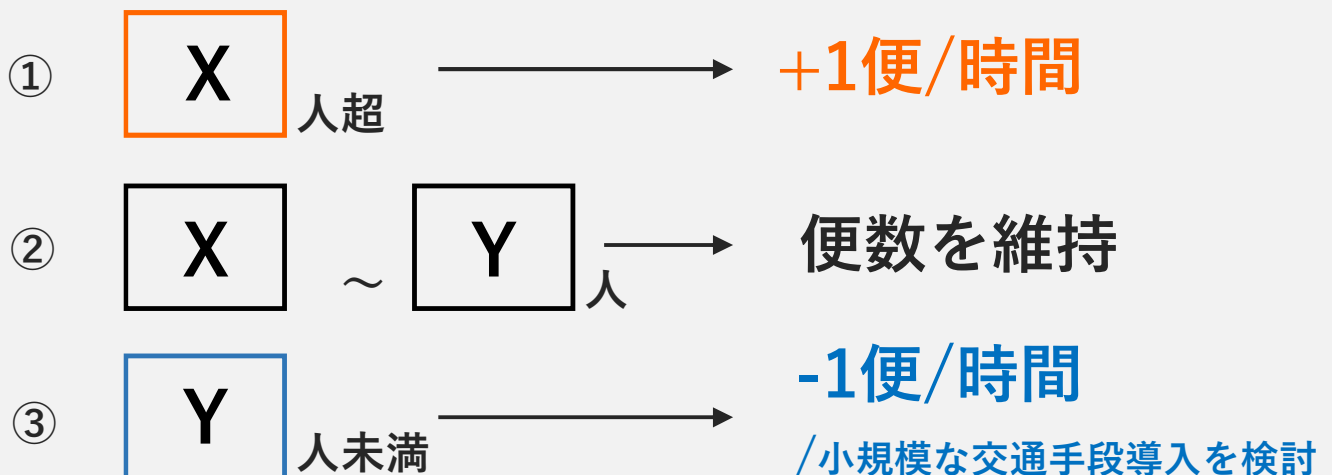 ① X 人超 +1便/時間
② X ～ Y 人 便数を維持
③ Y 人未満 -1便/時間
/小規模な交通手段導入を検討